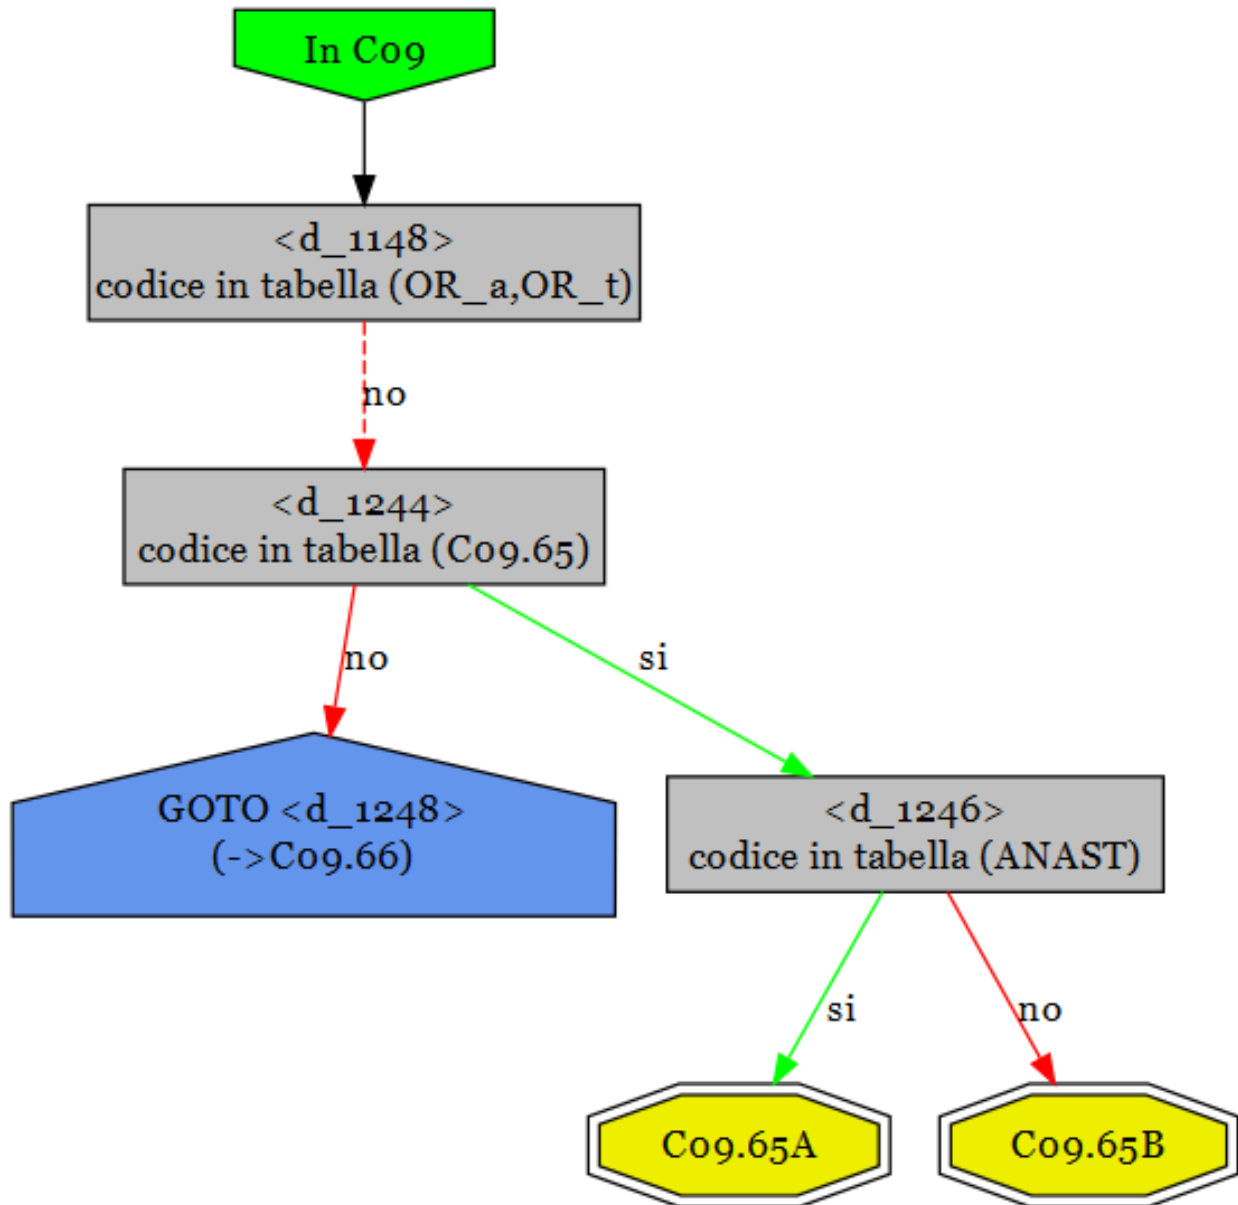 In C09
<d_1148>
codice in tabella (OR_a,OR_t)
no
<d_1244>
codice in tabella (C09.65)
no
si
GOTO <d_1248>
(->C09.66)
<d_1246>
codice in tabella (ANAST)
si
no
C09.65A
C09.65B